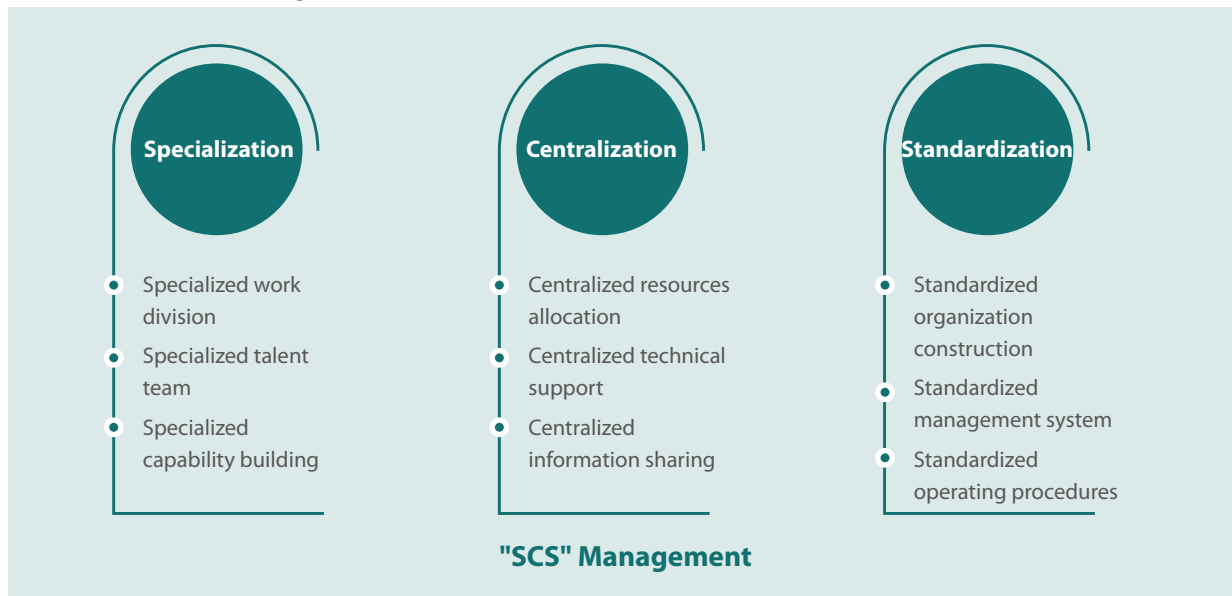 Specialization
Specialized work
division
Specialized talent
team
Specialized
capability building
Centralization
Centralized resources
allocation
Centralized technical
support
Centralized
information sharing
Standardization
Standardized
organization
construction
Standardized
management system
Standardized
operating procedures
"SCS" Management